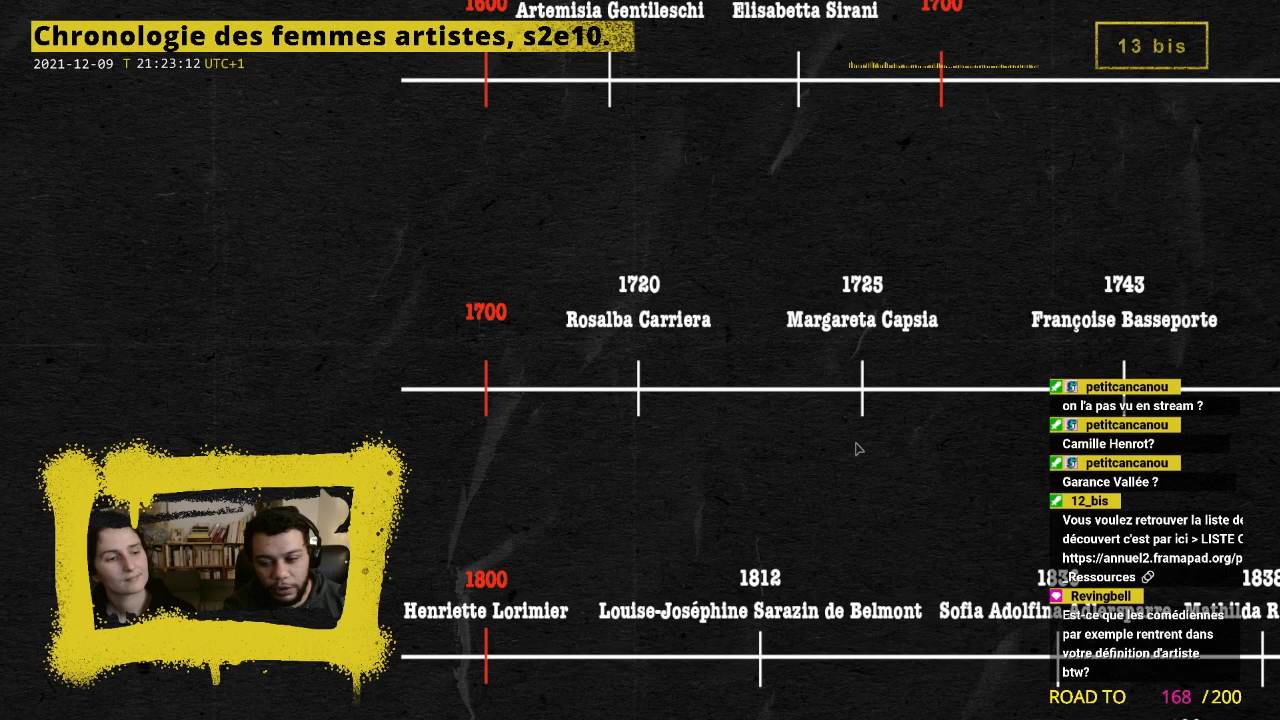 1600 Artemisia Gentileschi Elisabetta Sirani 1700
Chronologie des femmes artistes, s2e10.
2021-12-09 T 21:23:12 UTC+1
13 bis
1720 1725 1743
1700
Rosalba Carriera Margareta Capsia Françoise Basseporte
petitcancanou
on l'a pas vu en stream ?
petitcancanou
Camille Henrot?
petitcancanou
Garance Vallée ?
12_bis
Vous voulez retrouver la liste de
découvert c'est par ici > LISTE
https://annuel2.framapad.org/p
Ressources
1800 1812 1838
Revingbell
Henriette Lorimier Louise-Joséphine Sarazin de Belmont Sofia Adolfina Adlersparre Mathilda R
Est-ce que les comédiennes
par exemple rentrent dans
votre définition d'artiste
btw?
ROAD TO 168 / 200